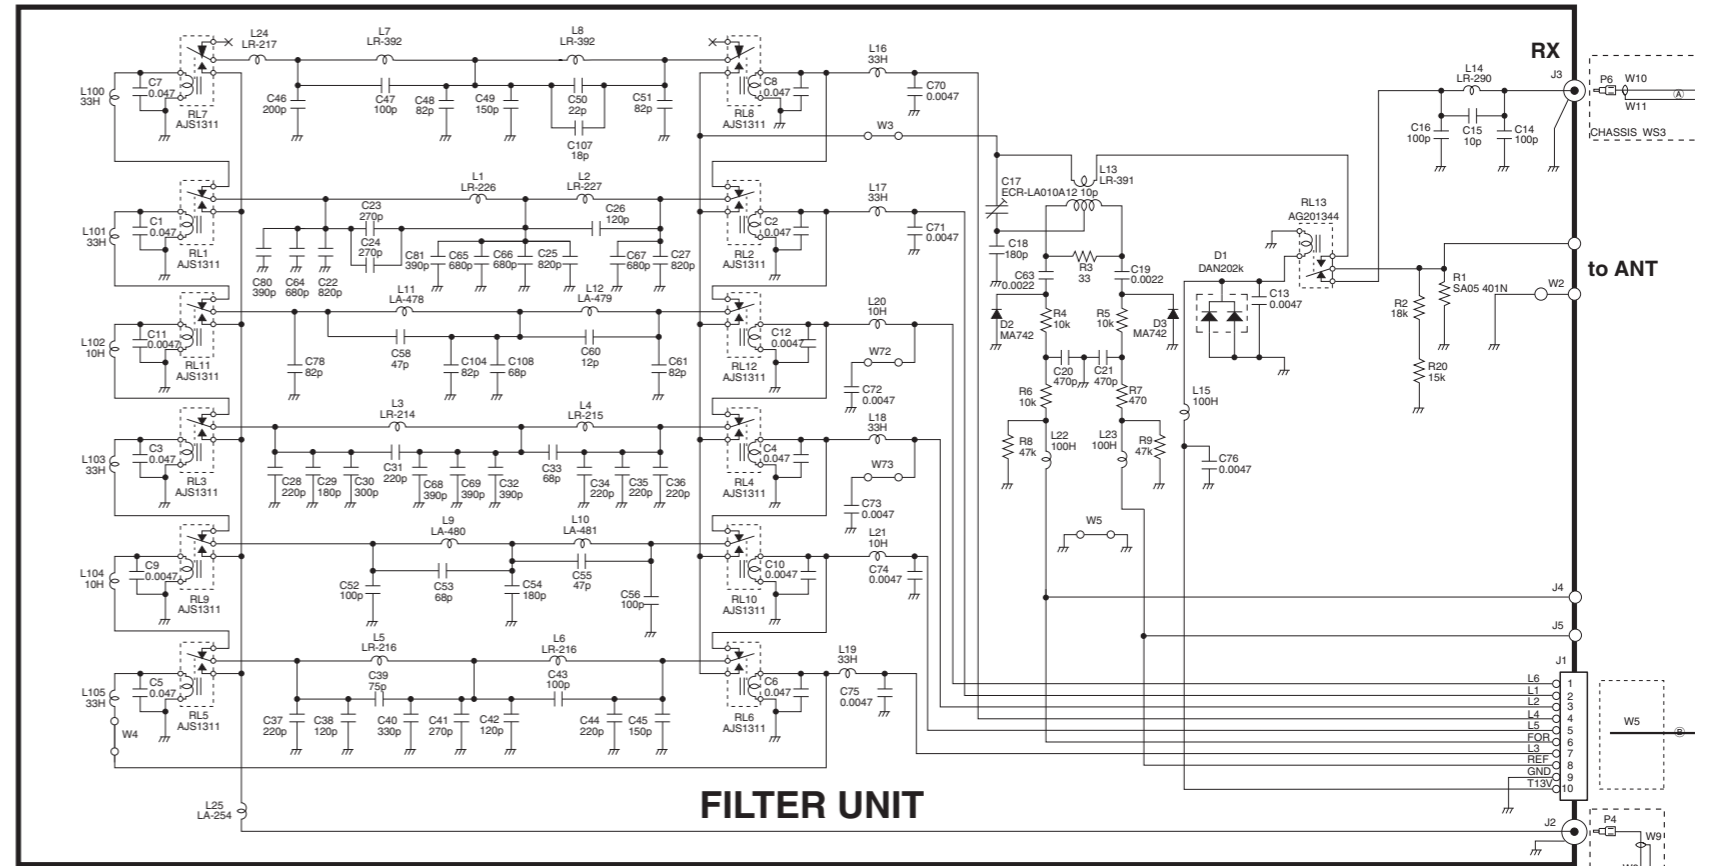 L24
LR-217
L7
LR-392
L8
LR-392
L16
33H
RX
L14
LR-290
J3
P6
W10
A
W11
CHASSIS WS3
L100
33H
C7
0.047
RL7
AJS1311
C46
200p
C47
100p
C48
82p
C49
150p
C50
22p
C51
82p
C107
18p
C8
0.047
RL8
AJS1311
C70
0.0047
W3
C16
100p
C15
10p
C14
100p
L1
LR-226
L2
LR-227
L17
33H
C17
ECR-LA010A12 10p
L13
LR-391
RL13
AG201344
L101
33H
C1
0.047
RL1
AJS1311
C23
270p
C24
270p
C26
120p
C80
390p
C64
680p
C22
820p
C81
390p
C65
680p
C66
680p
C25
820p
C67
680p
C27
820p
C2
0.047
RL2
AJS1311
C71
0.0047
C18
180p
C63
0.0022
R3
33
C19
0.0022
D1
DAN202k
C13
0.0047
R1
SA05 401N
R2
18k
to ANT
W2
L11
LA-478
L12
LA-479
L20
10H
L102
10H
C11
0.0047
RL11
AJS1311
C78
82p
C58
47p
C104
82p
C108
68p
C60
12p
C61
82p
C12
0.0047
RL12
AJS1311
W72
C72
0.0047
D2
MA742
R4
10k
R5
10k
D3
MA742
C20
470p
C21
470p
R6
10k
R7
470
R20
15k
L15
100H
L3
LR-214
L4
LR-215
L18
33H
L103
33H
C3
0.047
RL3
AJS1311
C28
220p
C29
180p
C30
300p
C31
220p
C68
390p
C69
390p
C32
390p
C33
68p
C34
220p
C35
220p
C36
220p
C4
0.047
RL4
AJS1311
W73
C73
0.0047
R8
47k
L22
100H
L23
100H
R9
47k
C76
0.0047
W5
L9
LA-480
L10
LA-481
L21
10H
L104
10H
C9
0.0047
RL9
AJS1311
C52
100p
C53
68p
C54
180p
C55
47p
C56
100p
C10
0.0047
RL10
AJS1311
C74
0.0047
J4
J5
L5
LR-216
L6
LR-216
L19
33H
L105
33H
C5
0.047
RL5
AJS1311
W4
C39
75p
C43
100p
C37
220p
C38
120p
C40
330p
C41
270p
C42
120p
C44
220p
C45
150p
C6
0.047
RL6
AJS1311
C75
0.0047
J1
L6 1
L1 2
L2 3
L4 4
L5 5
FOR 6
L3 7
REF 8
GND 9
T13V 10
W5
B
L25
LA-254
FILTER UNIT
J2
P4
W9